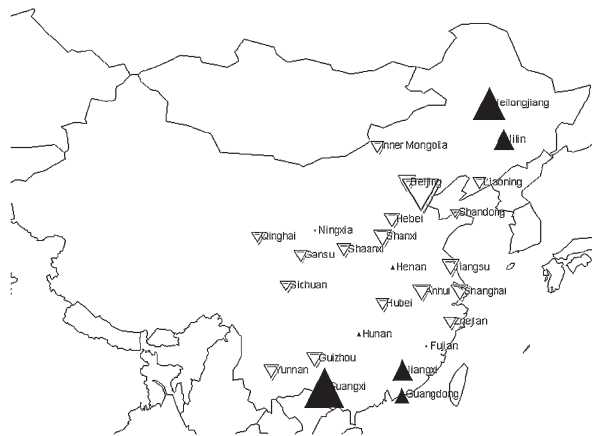 Heilongjiang
Jilin
Inner Mongolia
Beijing
Liaoning
Shandong
Hebei
Ningxia
Qinghai
Shanxi
Shaanxi
Gansu
Henan
Jiangsu
Sichuan
Anhui
Shanghai
Hubei
Zhejian
Hunan
Fujian
Guizhou
Yunnan
Jiangxi
Guangxi
Guangdong